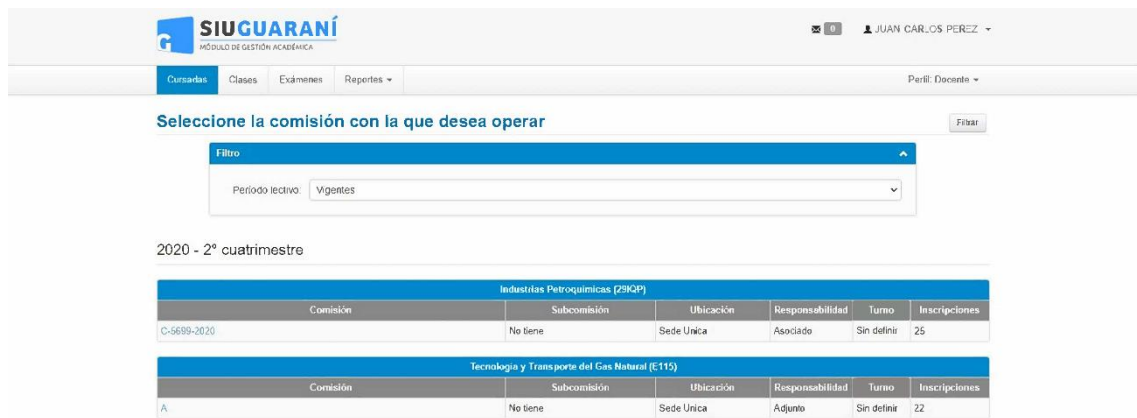 SIUGUARANÍ
MÓDULO DE GESTIÓN ACADÉMICA
0 JUAN CARLOS PEREZ
Cursadas Clases Exámenes Reportes Perfil: Docente
Seleccione la comisión con la que desea operar Filtrar
Filtro
Período lectivo: Vigentes
2020 - 2º cuatrimestre
Industrias Petroquímicas (29IQP)
Comisión Subcomisión Ubicación Responsabilidad Turno Inscripciones
C-5699-2020 No tiene Sede Unica Asociado Sin definir 25
Tecnología y Transporte del Gas Natural (E115)
Comisión Subcomisión Ubicación Responsabilidad Turno Inscripciones
A No tiene Sede Unica Adjunto Sin definir 22